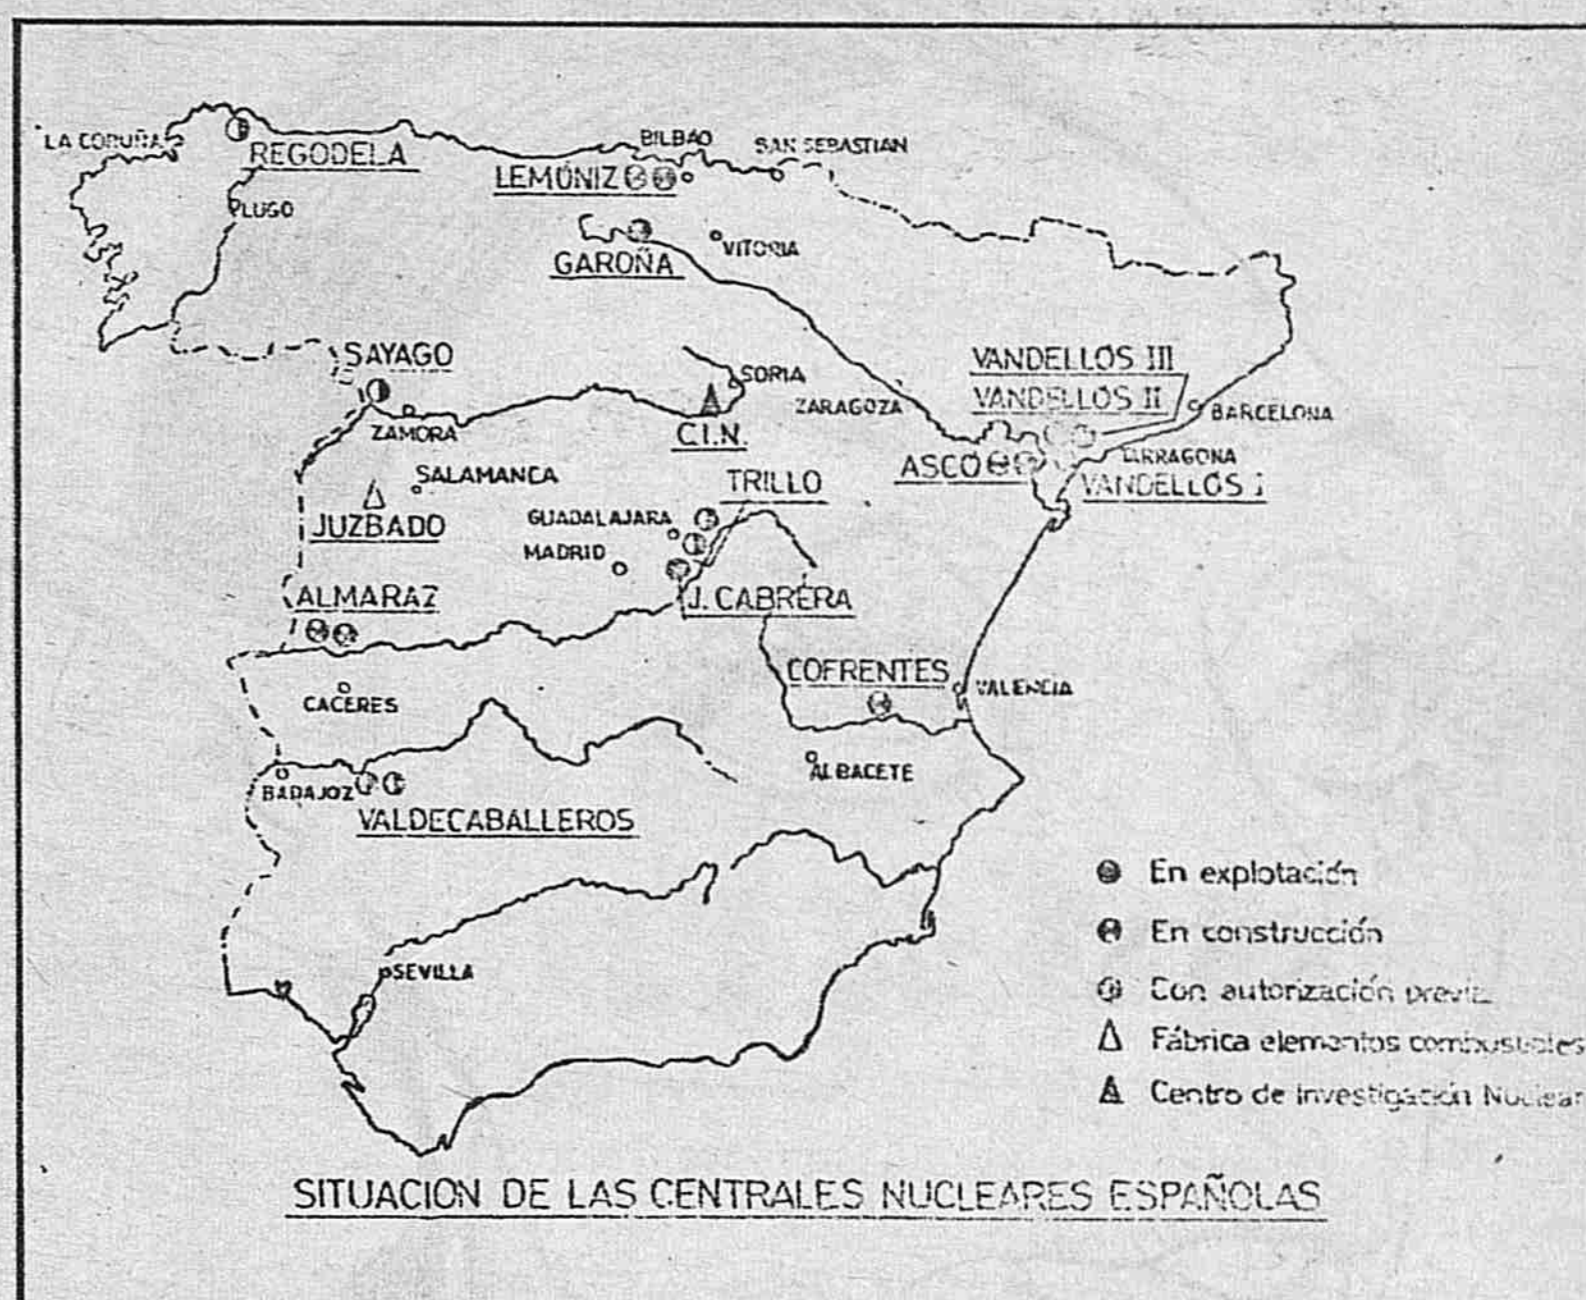 LA CORUÑA
REGODELA
LUGO
BILBAO
SAN SEBASTIAN
LEMÓNIZ
VITORIA
GAROÑA
SAYAGO
ZAMORA
SORIA
C.I.N.
ZARAGOZA
VANDELLOS III
VANDELLOS II
BARCELONA
TARRAGONA
ASCO
VANDELLOS I
SALAMANCA
JUZBADO
TRILLO
GUADALAJARA
MADRID
J. CABRERA
ALMARAZ
CACERES
COFRENTES
VALENCIA
ALBACETE
BADAJOZ
VALDECABALLEROS
SEVILLA
En explotación
En construcción
Con autorización previa
Fábrica elementos combustibles
Centro de Investigación Nuclear
SITUACION DE LAS CENTRALES NUCLEARES ESPAÑOLAS